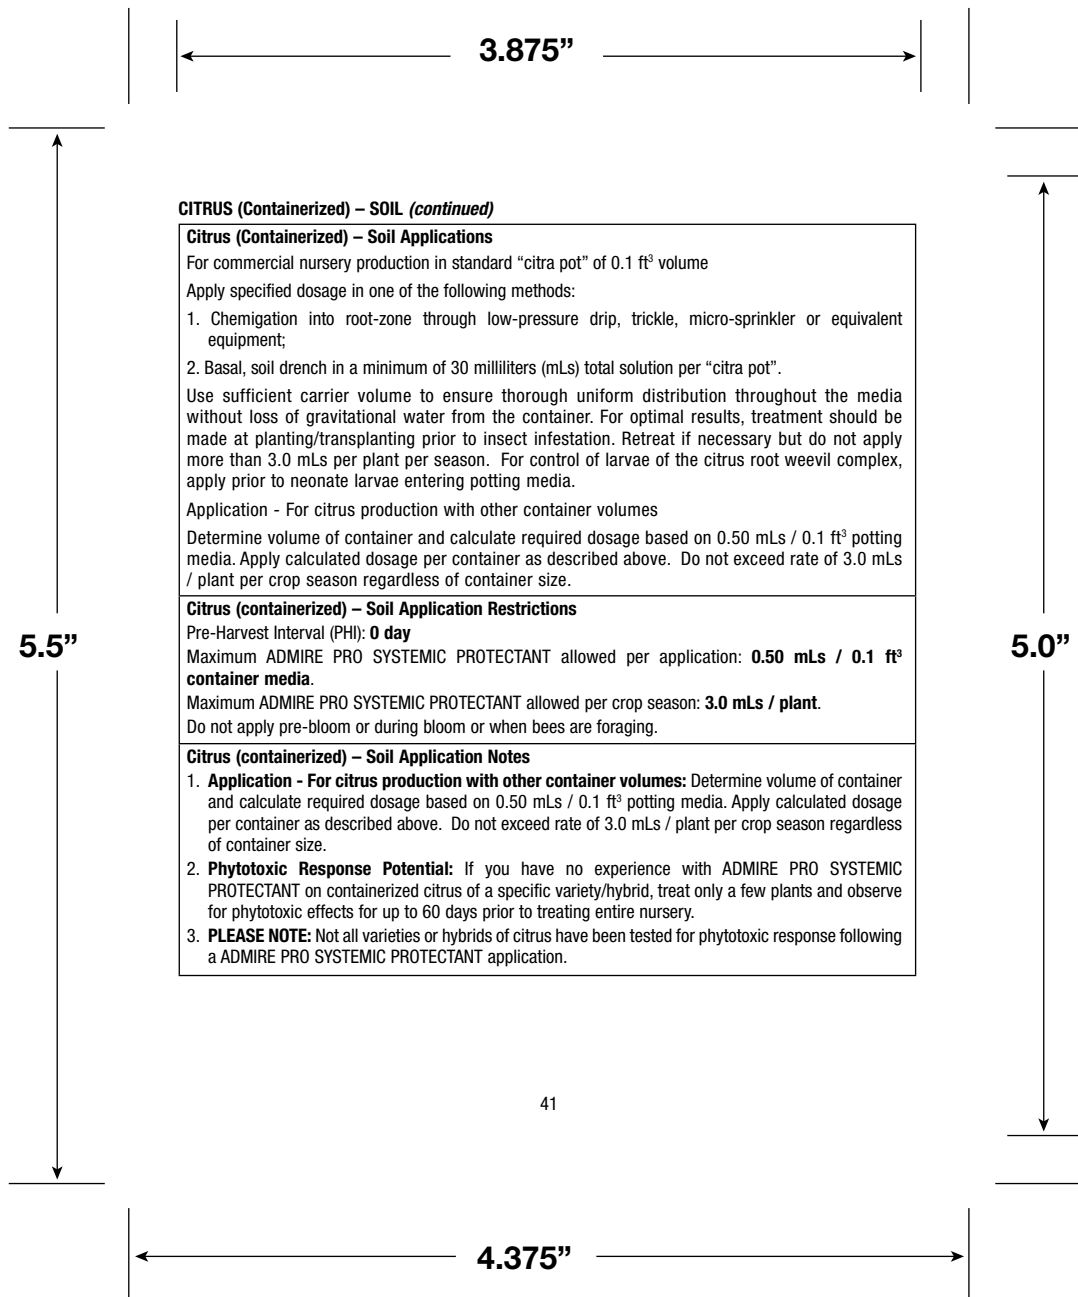 3.875”
CITRUS (Containerized) – SOIL (continued)
Citrus (Containerized) – Soil Applications
For commercial nursery production in standard “citra pot” of 0.1 ft³ volume
Apply specified dosage in one of the following methods:
1. Chemigation into root-zone through low-pressure drip, trickle, micro-sprinkler or equivalent
equipment;
2. Basal, soil drench in a minimum of 30 milliliters (mLs) total solution per “citra pot”.
Use sufficient carrier volume to ensure thorough uniform distribution throughout the media
without loss of gravitational water from the container. For optimal results, treatment should be
made at planting/transplanting prior to insect infestation. Retreat if necessary but do not apply
more than 3.0 mLs per plant per season. For control of larvae of the citrus root weevil complex,
apply prior to neonate larvae entering potting media.
Application - For citrus production with other container volumes
Determine volume of container and calculate required dosage based on 0.50 mLs / 0.1 ft³ potting
media. Apply calculated dosage per container as described above. Do not exceed rate of 3.0 mLs
/ plant per crop season regardless of container size.
Citrus (containerized) – Soil Application Restrictions
Pre-Harvest Interval (PHI): 0 day
Maximum ADMIRE PRO SYSTEMIC PROTECTANT allowed per application: 0.50 mLs / 0.1 ft³
container media.
Maximum ADMIRE PRO SYSTEMIC PROTECTANT allowed per crop season: 3.0 mLs / plant.
Do not apply pre-bloom or during bloom or when bees are foraging.
Citrus (containerized) – Soil Application Notes
1. Application - For citrus production with other container volumes: Determine volume of container
and calculate required dosage based on 0.50 mLs / 0.1 ft³ potting media. Apply calculated dosage
per container as described above. Do not exceed rate of 3.0 mLs / plant per crop season regardless
of container size.
2. Phytotoxic Response Potential: If you have no experience with ADMIRE PRO SYSTEMIC
PROTECTANT on containerized citrus of a specific variety/hybrid, treat only a few plants and observe
for phytotoxic effects for up to 60 days prior to treating entire nursery.
3. PLEASE NOTE: Not all varieties or hybrids of citrus have been tested for phytotoxic response following
a ADMIRE PRO SYSTEMIC PROTECTANT application.
5.5”
5.0”
41
4.375”